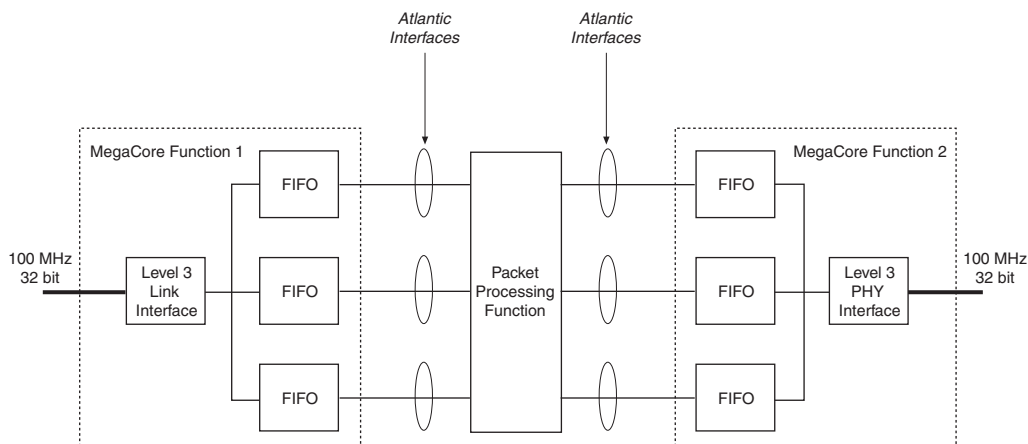 Atlantic
Interfaces
Atlantic
Interfaces
MegaCore Function 1
MegaCore Function 2
FIFO
FIFO
100 MHz
32 bit
Level 3
Link
Interface
FIFO
Packet
Processing
Function
FIFO
Level 3
PHY
Interface
100 MHz
32 bit
FIFO
FIFO